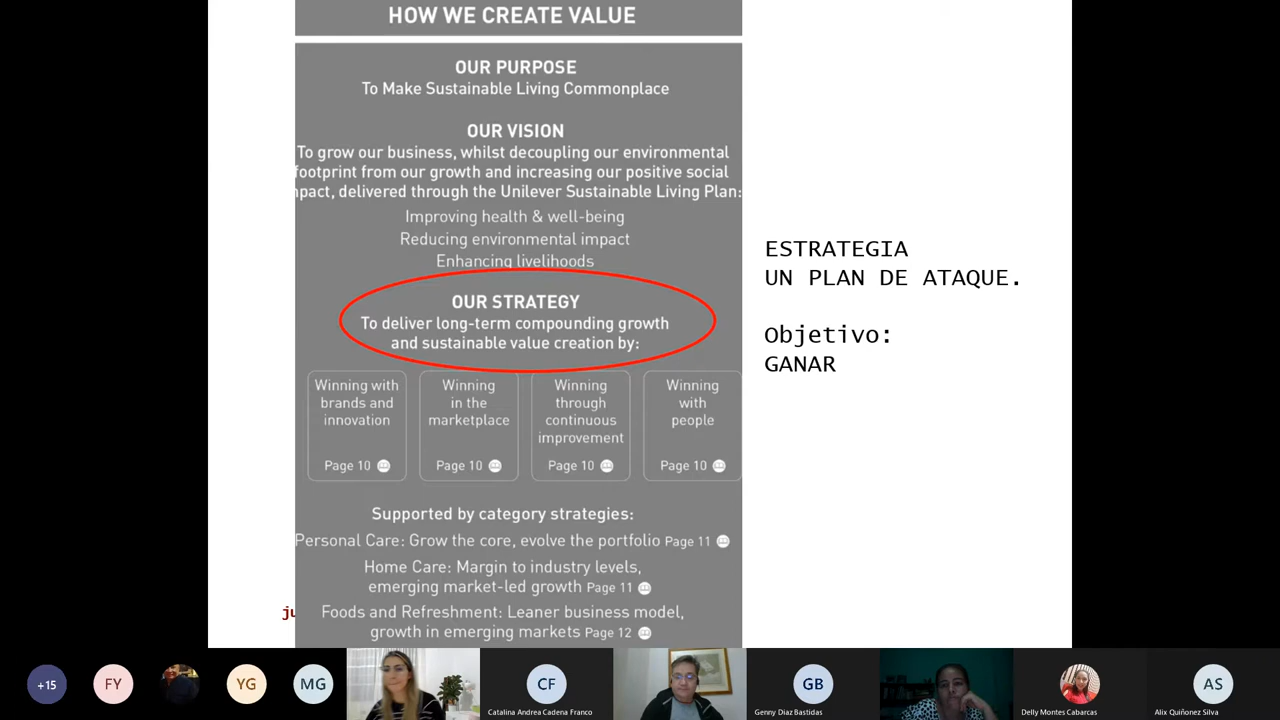 HOW WE CREATE VALUE
OUR PURPOSE
To Make Sustainable Living Commonplace
OUR VISION
To grow our business, whilst decoupling our environmental
footprint from our growth and increasing our positive social
mpact, delivered through the Unilever Sustainable Living Plan:
Improving health & well-being
Reducing environmental impact
Enhancing livelihoods
OUR STRATEGY
To deliver long-term compounding growth
and sustainable value creation by:
Winning with
brands and
innovation
Page 10
Winning
in the
marketplace
Page 10
Winning
through
continuous
improvement
Page 10
Winning
with
people
Page 10
Supported by category strategies:
Personal Care: Grow the core, evolve the portfolio Page 11
Home Care: Margin to industry levels,
emerging market-led growth Page 11
Foods and Refreshment: Leaner business model,
growth in emerging markets Page 12
ESTRATEGIA
UN PLAN DE ATAQUE.
Objetivo:
GANAR
+15
FY
YG
MG
CF
Catalina Andrea Cadena Franco
GB
Genny Diaz Bastidas
Delly Montes Cabarcas
AS
Alix Quiñonez Silva